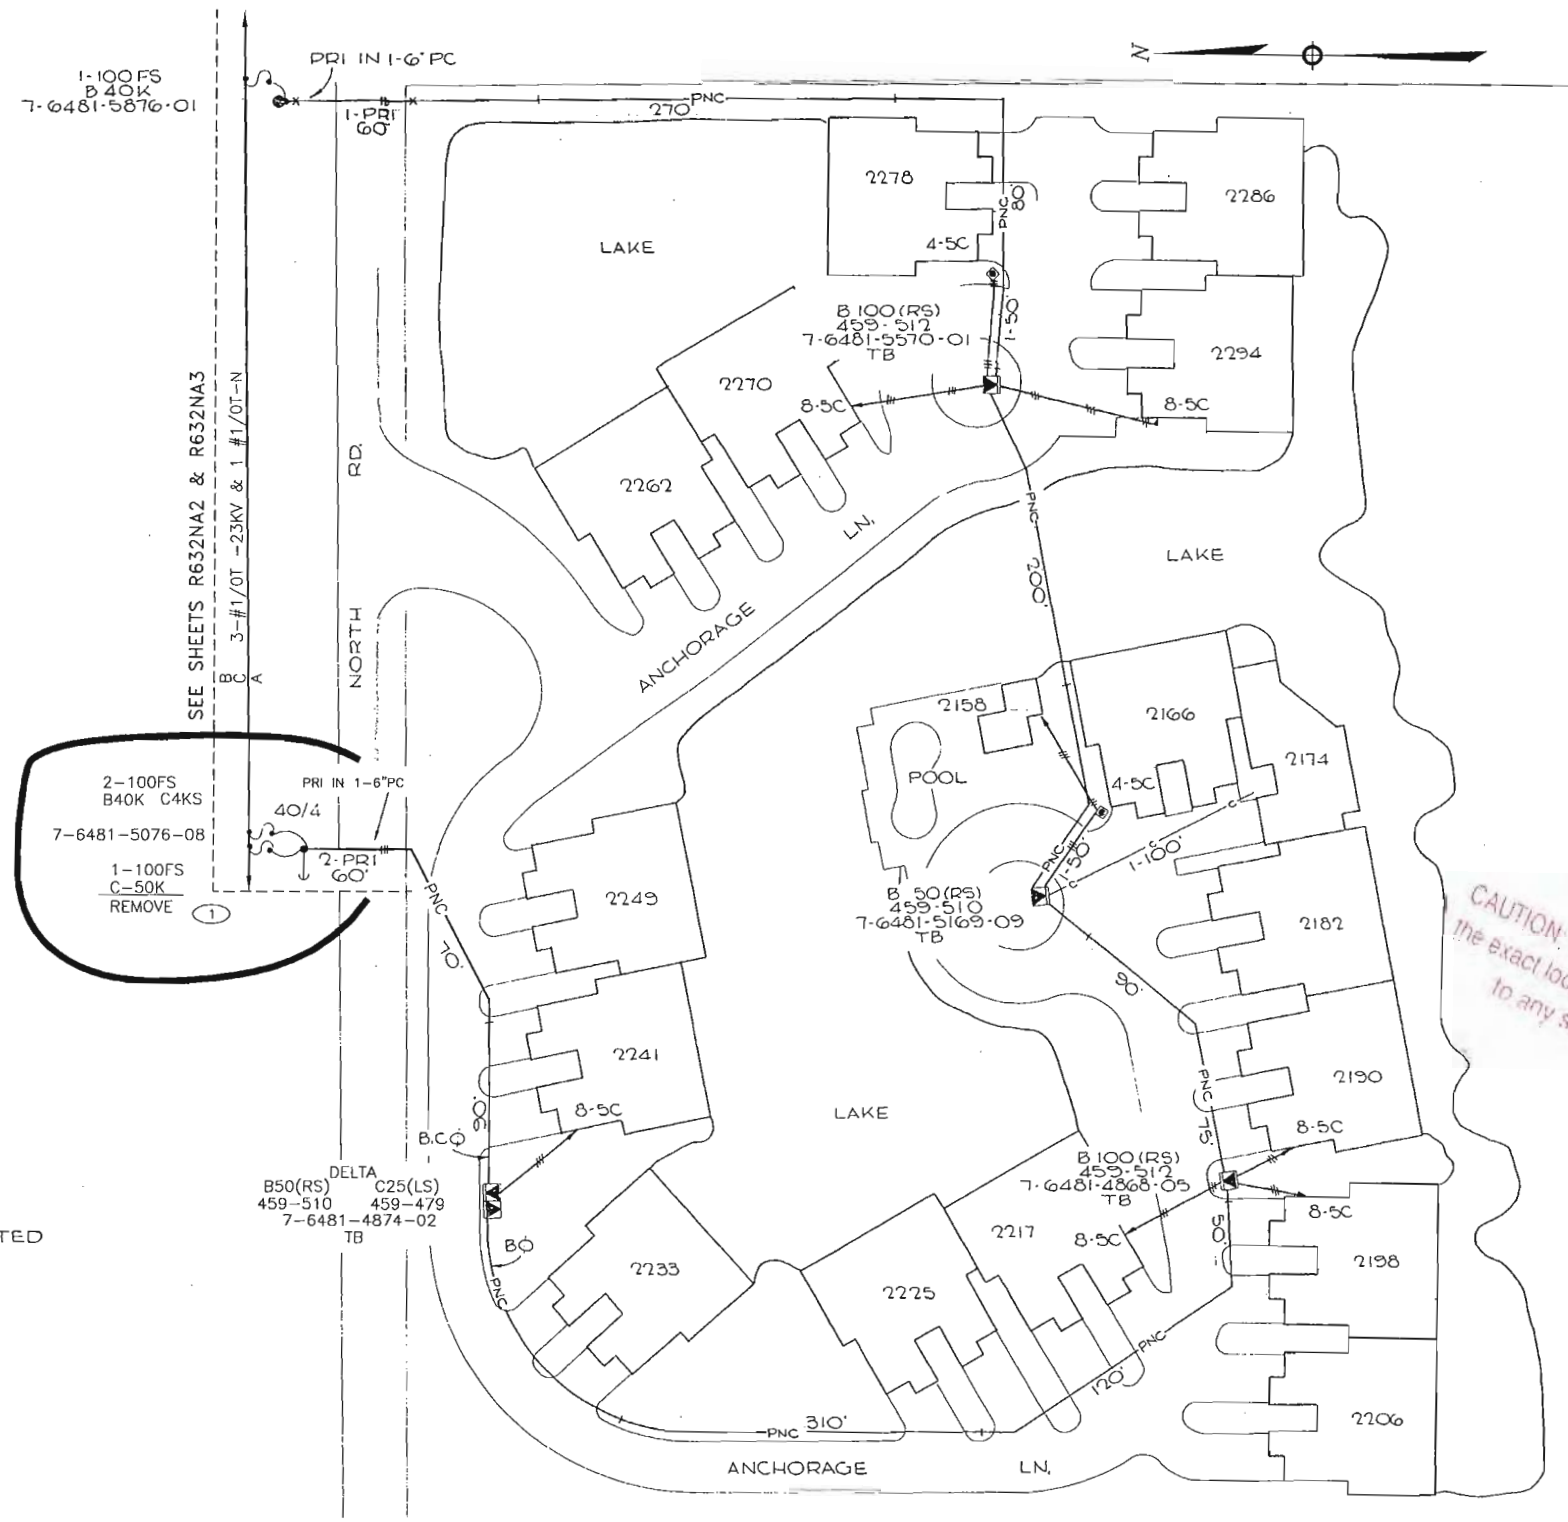 1-100FS
B 40K
7-6481-5876-01
PRI IN 1-6" PC
1-PRI
60'
PNC
270'
N
2278
2286
PNC
80'
4-5C
LAKE
B 100(RS)
459-512
7-6481-5570-01
TB
1-50'
2294
2270
8-5C
8-5C
2262
LN.
ANCHORAGE
PNC
200'
LAKE
SEE SHEETS R632NA2 & R632NA3
3-#1/0T -23KV & 1 #1/0T-N
B
C
A
NORTH RD.
2-100FS
B40K C4KS
7-6481-5076-08
1-100FS
C-50K
REMOVE
1
PRI IN 1-6"PC
40/4
2-PRI
60'
PNC
70'
2158
POOL
2166
2174
4-5C
PNC
1-50'
C
1-100'
C
C
B 50(RS)
459-510
7-6481-5169-09
TB
2249
2182
90'
CAUTION:
the exact
to any
2241
8-5C
90'
B.CØ
LAKE
PNC
75'
2190
8-5C
DELTA
B50(RS) C25(LS)
459-510 459-479
7-6481-4874-02
TB
BØ
PNC
TED
B 100(RS)
459-512
7-6481-4868-05
TB
8-5C
8-5C
50'
2233
2225
2217
2198
PNC
120'
PNC
310'
2206
ANCHORAGE LN.